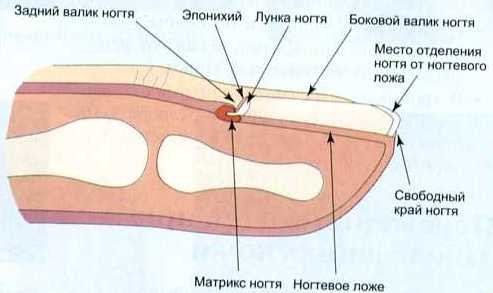 Задний валик ногтя
Элонихий
Лунка ногтя
Боковой валик ногтя
Место отделения
ногтя от ногтевого
ложа
Свободный
край ногтя
Матрикс ногтя
Ногтевое ложе